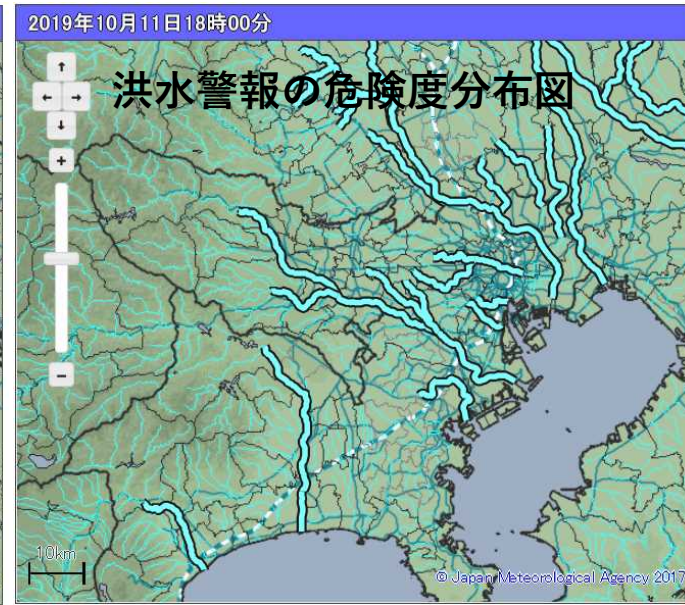 2019年10月11日18時00分
洪水警報の危険度分布図
↑
← →
↓
+
−
10km
© Japan Meteorological Agency 2017